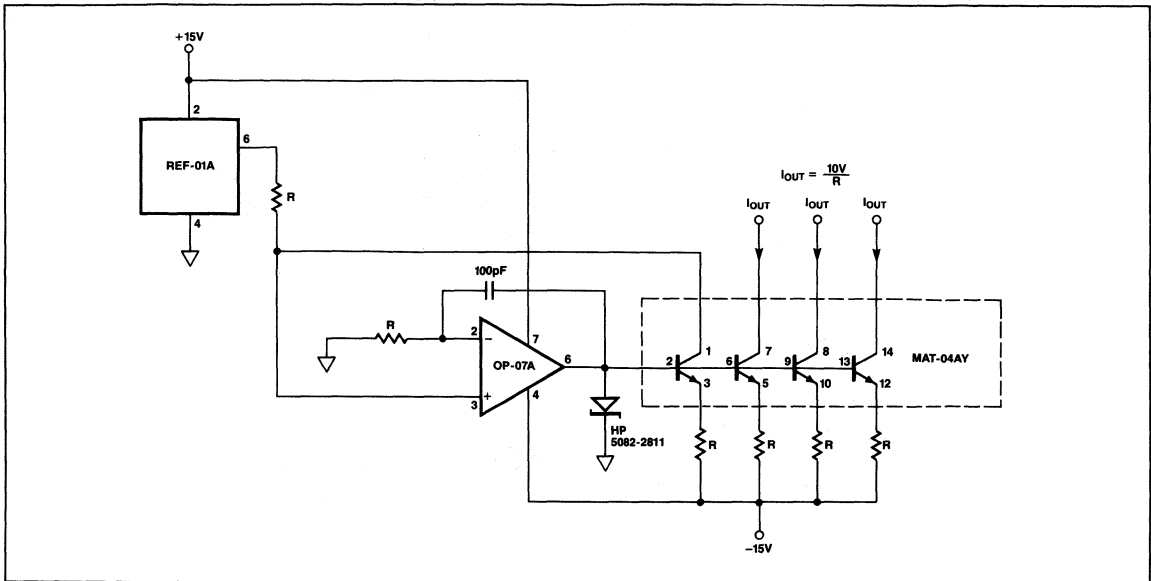 +15V
2
6
REF-01A
R
4
I_OUT = 10V/R
I_OUT I_OUT I_OUT
100pF
R
2
−
7
OP-07A
6
3
+
4
HP
5082-2811
1 7 8 14
2 6 9 13
MAT-04AY
3 5 10 12
R R R R
−15V